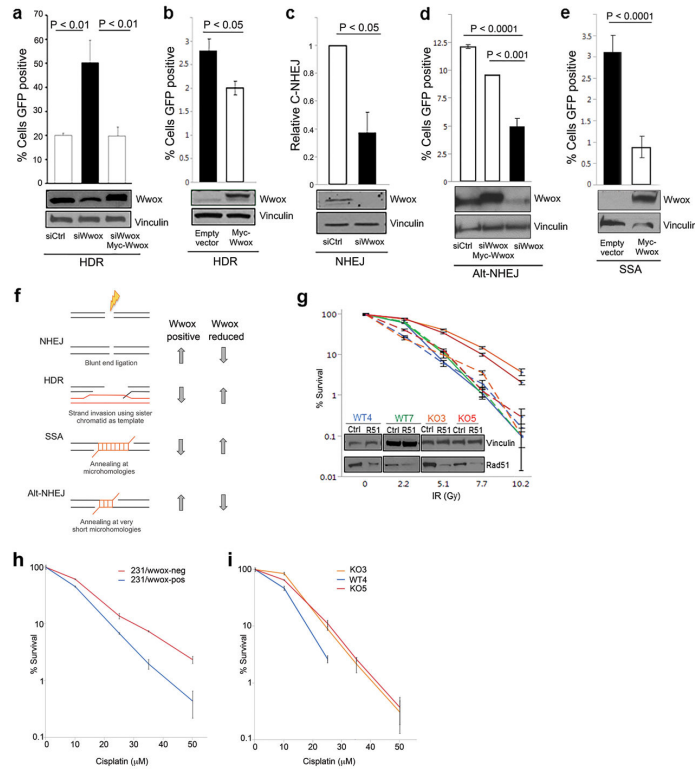 a
P < 0.01 P < 0.01
% Cells GFP positive
80
70
60
50
40
30
20
10
0
Wwox
Vinculin
siCtrl siWwox siWwox
Myc-Wwox
HDR
b
P < 0.05
% Cells GFP positive
3
2.5
2
1.5
1
0.5
0
Wwox
Vinculin
Empty vector
Myc-Wwox
HDR
c
P < 0.05
Relative C-NHEJ
1
0.8
0.6
0.4
0.2
0
Wwox
Vinculin
siCtrl siWwox
NHEJ
d
P < 0.0001
P < 0.001
% Cells GFP positive
12.5
10
7.5
5
2.5
0
Wwox
Vinculin
siCtrl siWwox siWwox
Myc-Wwox
Alt-NHEJ
e
P < 0.0001
% Cells GFP positive
3.5
3
2.5
2
1.5
1
0.5
0
Wwox
Vinculin
Empty vector
Myc-Wwox
SSA
f
Wwox positive
Wwox reduced
NHEJ
Blunt end ligation
HDR
Strand invasion using sister
chromatid as template
SSA
Annealing at
microhomologies
Alt-NHEJ
Annealing at very
short microhomologies
g
% Survival
100
10
1
0.1
0.01
WT4 WT7 KO3 KO5
Ctrl R51 Ctrl R51 Ctrl R51 Ctrl R51
Vinculin
Rad51
0 2.2 5.1 7.7 10.2
IR (Gy)
h
231/wwox-neg
231/wwox-pos
% Survival
100
10
1
0.1
0 10 20 30 40 50
Cisplatin (μM)
i
KO3
WT4
KO5
% Survival
100
10
1
0.1
0 10 20 30 40 50
Cisplatin (μM)